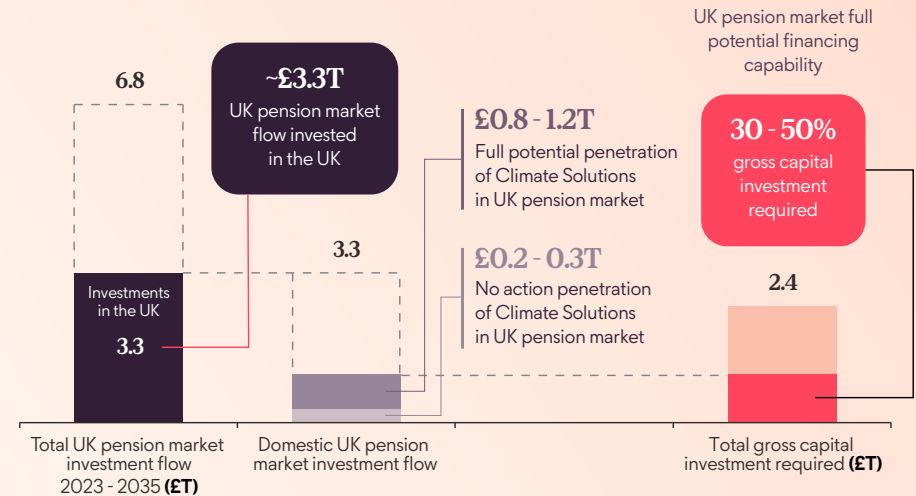 UK pension market full
potential financing
capability
6.8
~£3.3T
UK pension market
flow invested
in the UK
£0.8 - 1.2T
Full potential penetration
of Climate Solutions
in UK pension market
30 - 50%
gross capital
investment
required
3.3
£0.2 - 0.3T
No action penetration
of Climate Solutions
in UK pension market
2.4
Investments
in the UK
3.3
Total UK pension market
investment flow
2023 - 2035 (£T)
Domestic UK pension
market investment flow
Total gross capital
investment required (£T)